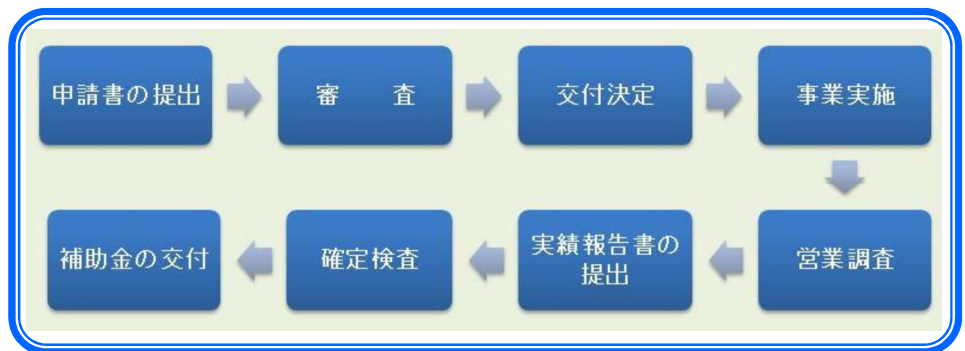 申請書の提出
審　　査
交付決定
事業実施
営業調査
実績報告書の
提出
確定検査
補助金の交付